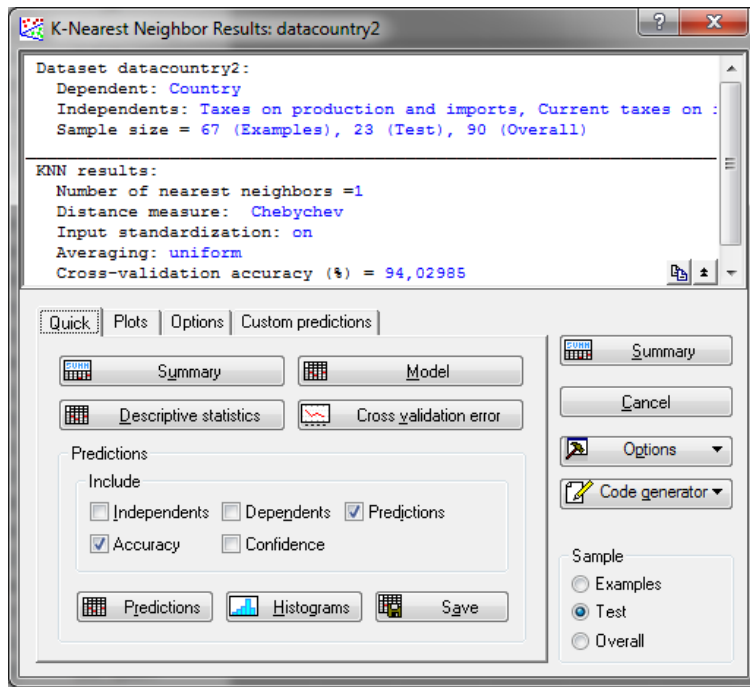 K-Nearest Neighbor Results: datacountry2
Dataset datacountry2:
Dependent: Country
Independents: Taxes on production and imports, Current taxes on
Sample size = 67 (Examples), 23 (Test), 90 (Overall)
KNN results:
Number of nearest neighbors =1
Distance measure: Chebychev
Input standardization: on
Averaging: uniform
Cross-validation accuracy (%) = 94,02985
Quick Plots Options Custom predictions
SUMM Summary Model
Descriptive statistics Cross validation error
Predictions
Include
Independents Dependents Predictions
Accuracy Confidence
Predictions Histograms Save
SUMM Summary
Cancel
Options
Code generator
Sample
Examples
Test
Overall